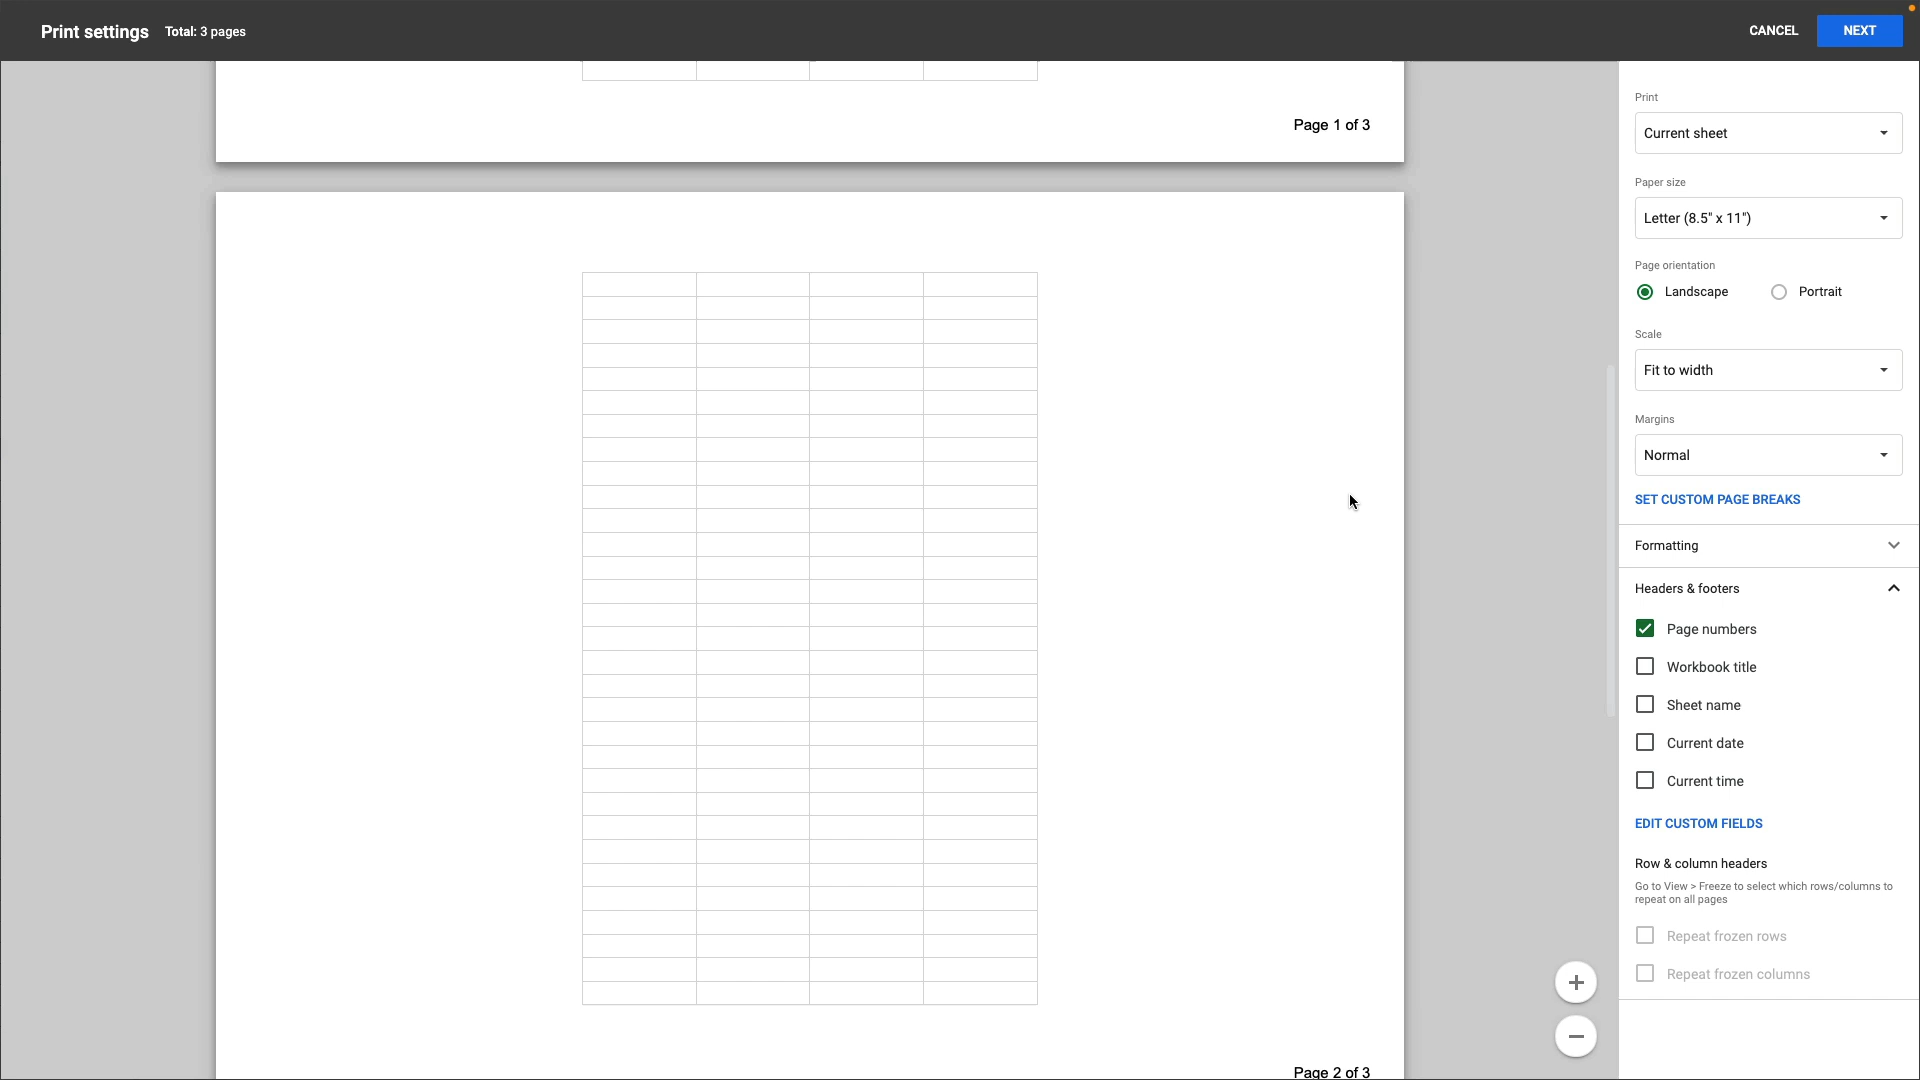 Print settings Total: 3 pages CANCEL NEXT
Page 1 of 3
Page 2 of 3
Print
Current sheet
Paper size
Letter (8.5" x 11")
Page orientation
Landscape Portrait
Scale
Fit to width
Margins
Normal
SET CUSTOM PAGE BREAKS
Formatting
Headers & footers
Page numbers
Workbook title
Sheet name
Current date
Current time
EDIT CUSTOM FIELDS
Row & column headers
Go to View > Freeze to select which rows/columns to
repeat on all pages
Repeat frozen rows
Repeat frozen columns